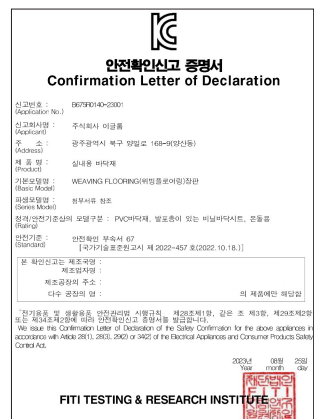 안전확인신고 증명서
Confirmation Letter of Declaration
신고번호 : B675R0140-23001
(Application No.)
신고회사명 : 주식회사 이글롬
(Applicant)
주 소 : 광주광역시 북구 양일로 168-9(양산동)
(Address)
제 품 명 : 실내용 바닥재
(Product)
기본모델명 : WEAVING FLOORING(위빙플로어링)장판
(Basic Model)
파생모델명 : 첨부서류 참조
(Series Model)
정격/안전기준상의 모델구분 : PVC바닥재, 발포층이 있는 비닐바닥시트, 온돌용
(Rating)
안전기준 : 안전확인 부속서 67
(Standard) [국가기술표준원고시 제 2022-457 호(2022.10.18.)]
본 확인신고는 제조국명 :
제조업자명 :
제조공장의 주소 :
다수 공장의 명 : 의 제품에만 해당함
「전기용품 및 생활용품 안전관리법 시행규칙」 제28조제1항, 같은 조 제3항, 제29조제2항
또는 제34조제2항에 따라 안전확인신고 증명서를 발급합니다.
We issue this Confirmation Letter of Declaration of the Safety Confirmation for the above appliances in
accordance with Article 28(1), 28(3), 29(2) or 34(2) of the Electrical Appliances and Consumer Products Safety
Control Act.
2023년 08월 25일
Year month day
FITI TESTING & RESEARCH INSTITUTE